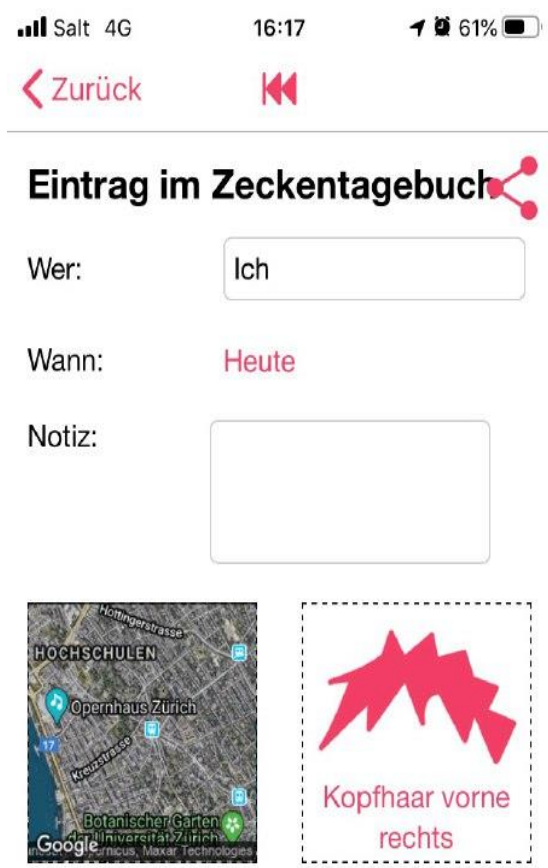 Salt 4G 16:17 61%
Zurück
Eintrag im Zeckentagebuch
Wer: Ich
Wann: Heute
Notiz:
Hottingerstrasse
HOCHSCHULEN
Opernhaus Zürich
17
Kreuzstrasse
Botanischer Garten
der Universität Zürich
Google
Maxar Technologies
Kopfhaar vorne
rechts